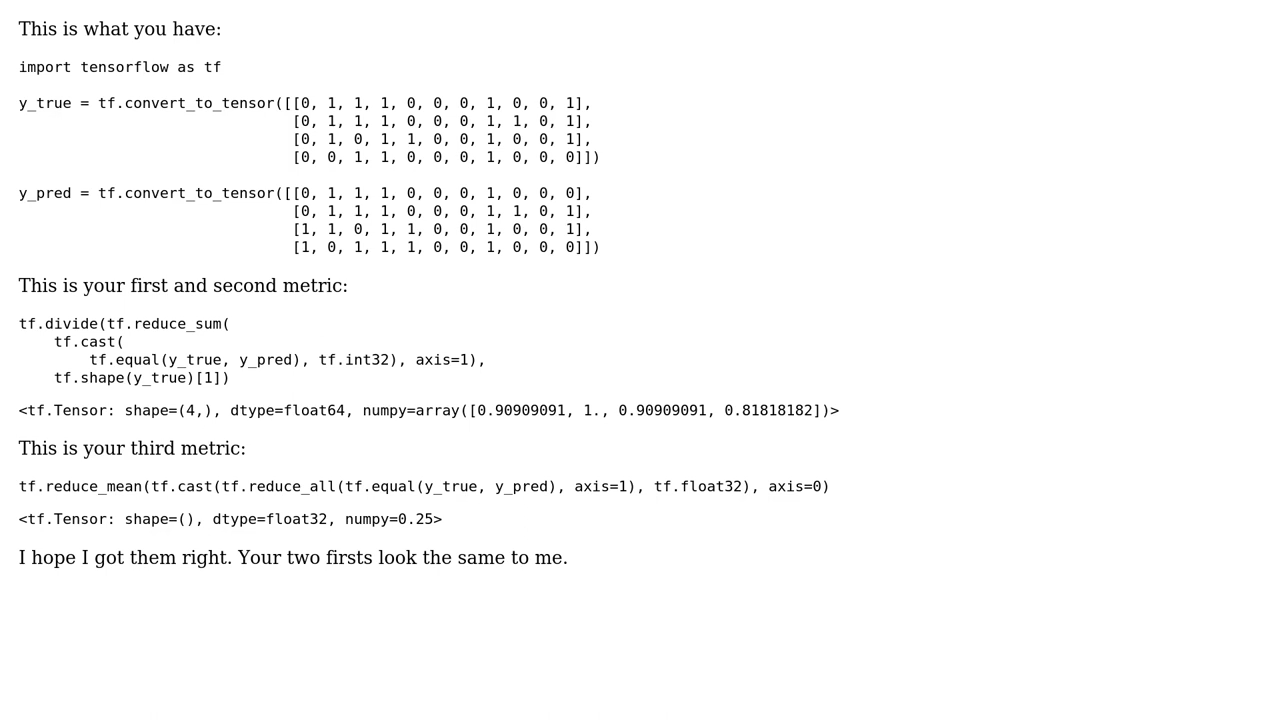 This is what you have:
import tensorflow as tf
y_true = tf.convert_to_tensor([[0, 1, 1, 1, 0, 0, 0, 1, 0, 0, 1],
                               [0, 1, 1, 1, 0, 0, 0, 1, 1, 0, 1],
                               [0, 1, 0, 1, 1, 0, 0, 1, 0, 0, 1],
                               [0, 0, 1, 1, 0, 0, 0, 1, 0, 0, 0]])
y_pred = tf.convert_to_tensor([[0, 1, 1, 1, 0, 0, 0, 1, 0, 0, 0],
                               [0, 1, 1, 1, 0, 0, 0, 1, 1, 0, 1],
                               [1, 1, 0, 1, 1, 0, 0, 1, 0, 0, 1],
                               [1, 0, 1, 1, 1, 0, 0, 1, 0, 0, 0]])
This is your first and second metric:
tf.divide(tf.reduce_sum(
    tf.cast(
        tf.equal(y_true, y_pred), tf.int32), axis=1),
    tf.shape(y_true)[1])
<tf.Tensor: shape=(4,), dtype=float64, numpy=array([0.90909091, 1., 0.90909091, 0.81818182])>
This is your third metric:
tf.reduce_mean(tf.cast(tf.reduce_all(tf.equal(y_true, y_pred), axis=1), tf.float32), axis=0)
<tf.Tensor: shape=(), dtype=float32, numpy=0.25>
I hope I got them right. Your two firsts look the same to me.